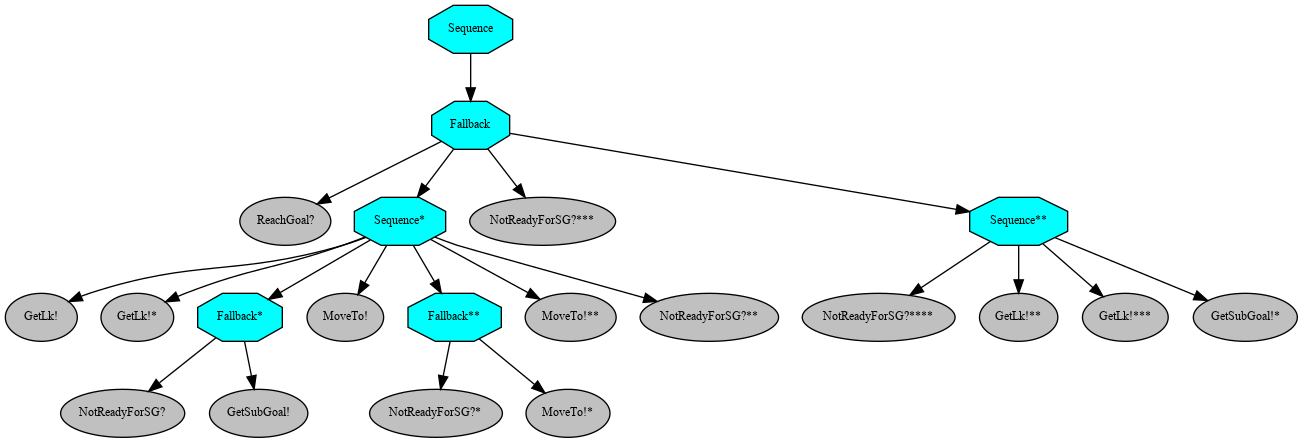 Sequence
Fallback
ReachGoal?
Sequence*
NotReadyForSG?***
Sequence**
GetLk!
GetLk!*
Fallback*
MoveTo!
Fallback**
MoveTo!**
NotReadyForSG?**
NotReadyForSG?****
GetLk!**
GetLk!***
GetSubGoal!*
NotReadyForSG?
GetSubGoal!
NotReadyForSG?*
MoveTo!*